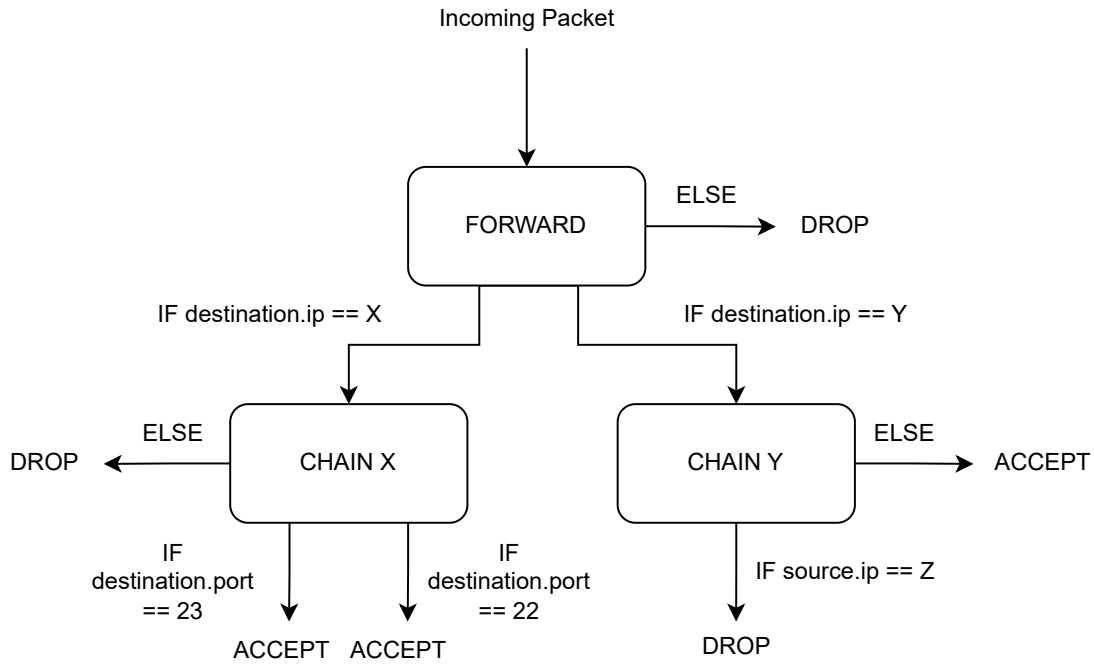 Incoming Packet
ELSE
FORWARD
DROP
IF destination.ip == X
IF destination.ip == Y
ELSE
DROP
CHAIN X
CHAIN Y
ELSE
ACCEPT
IF
destination.port
== 23
IF
destination.port
== 22
IF source.ip == Z
ACCEPT
ACCEPT
DROP